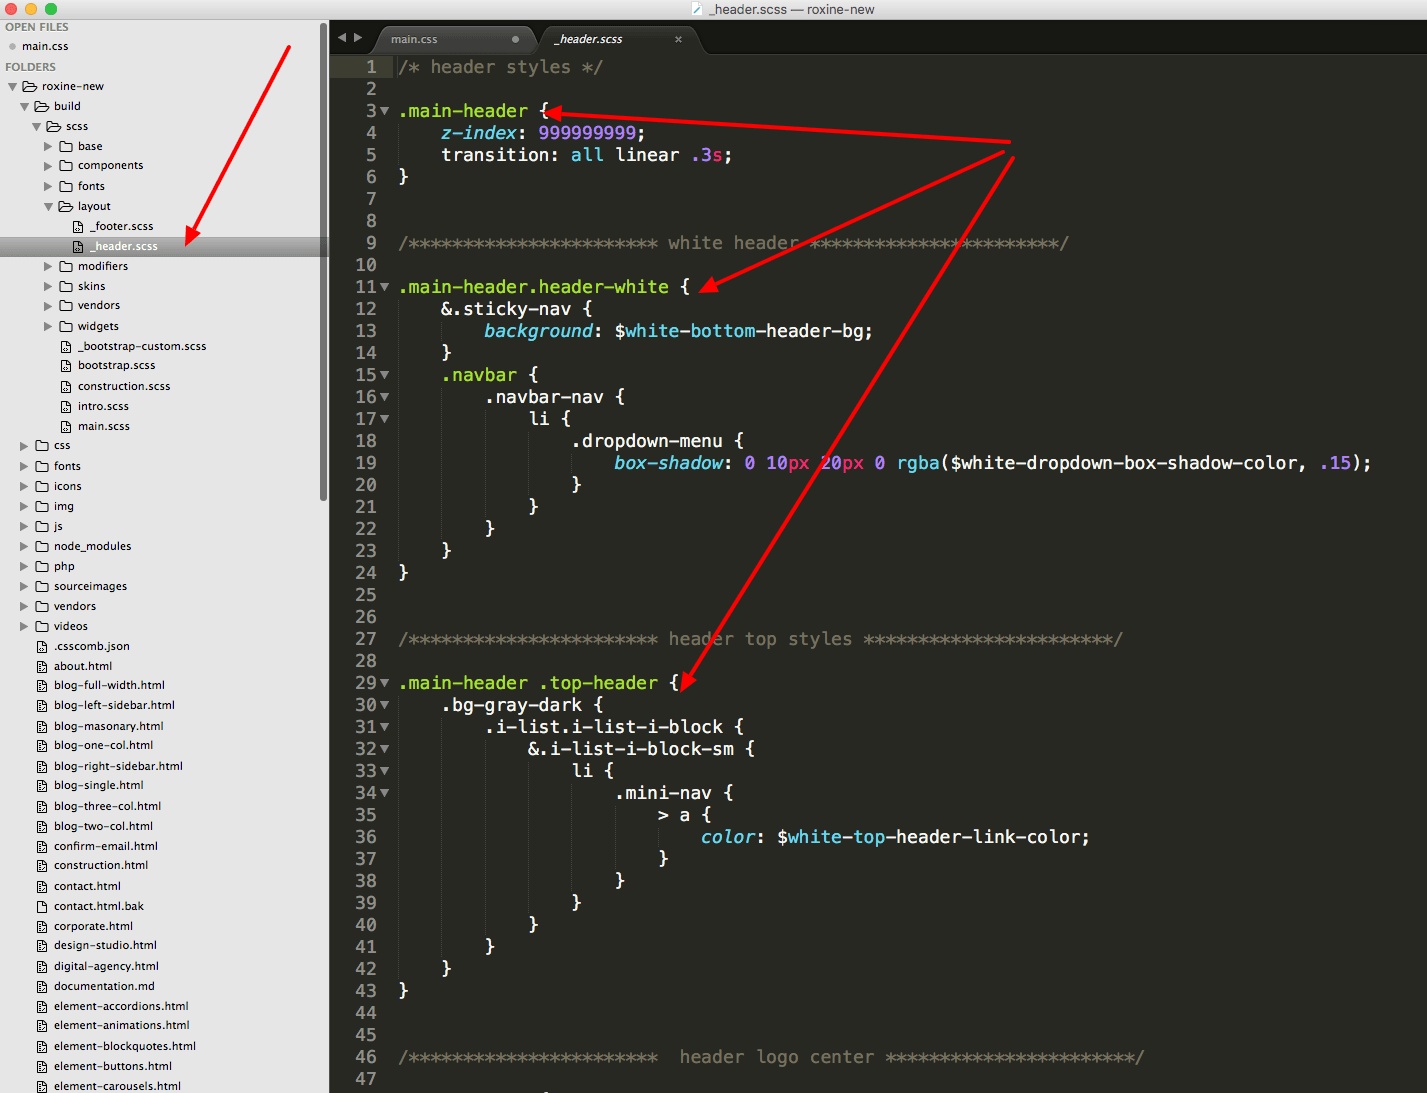 _header.scss — roxine-new
OPEN FILES
main.css
FOLDERS
roxine-new
build
scss
base
components
fonts
layout
_footer.scss
_header.scss
modifiers
skins
vendors
widgets
_bootstrap-custom.scss
bootstrap.scss
construction.scss
intro.scss
main.scss
css
fonts
icons
img
js
node_modules
php
sourceimages
vendors
videos
.csscomb.json
about.html
blog-full-width.html
blog-left-sidebar.html
blog-masonary.html
blog-one-col.html
blog-right-sidebar.html
blog-single.html
blog-three-col.html
blog-two-col.html
confirm-email.html
construction.html
contact.html
contact.html.bak
corporate.html
design-studio.html
digital-agency.html
documentation.md
element-accordions.html
element-animations.html
element-blockquotes.html
element-buttons.html
element-carousels.html
main.css
_header.scss
1 /* header styles */
2
3 .main-header {
4     z-index: 999999999;
5     transition: all linear .3s;
6 }
7
8
9 /*********************** white header ***********************/
10
11 .main-header.header-white {
12     &.sticky-nav {
13         background: $white-bottom-header-bg;
14     }
15     .navbar {
16         .navbar-nav {
17             li {
18                 .dropdown-menu {
19                     box-shadow: 0 10px 20px 0 rgba($white-dropdown-box-shadow-color, .15);
20                 }
21             }
22         }
23     }
24 }
25
26
27 /*********************** header top styles ***********************/
28
29 .main-header .top-header {
30     .bg-gray-dark {
31         .i-list.i-list-i-block {
32             &.i-list-i-block-sm {
33                 li {
34                     .mini-nav {
35                         > a {
36                             color: $white-top-header-link-color;
37                         }
38                     }
39                 }
40             }
41         }
42     }
43 }
44
45
46 /***********************  header logo center ***********************/
47